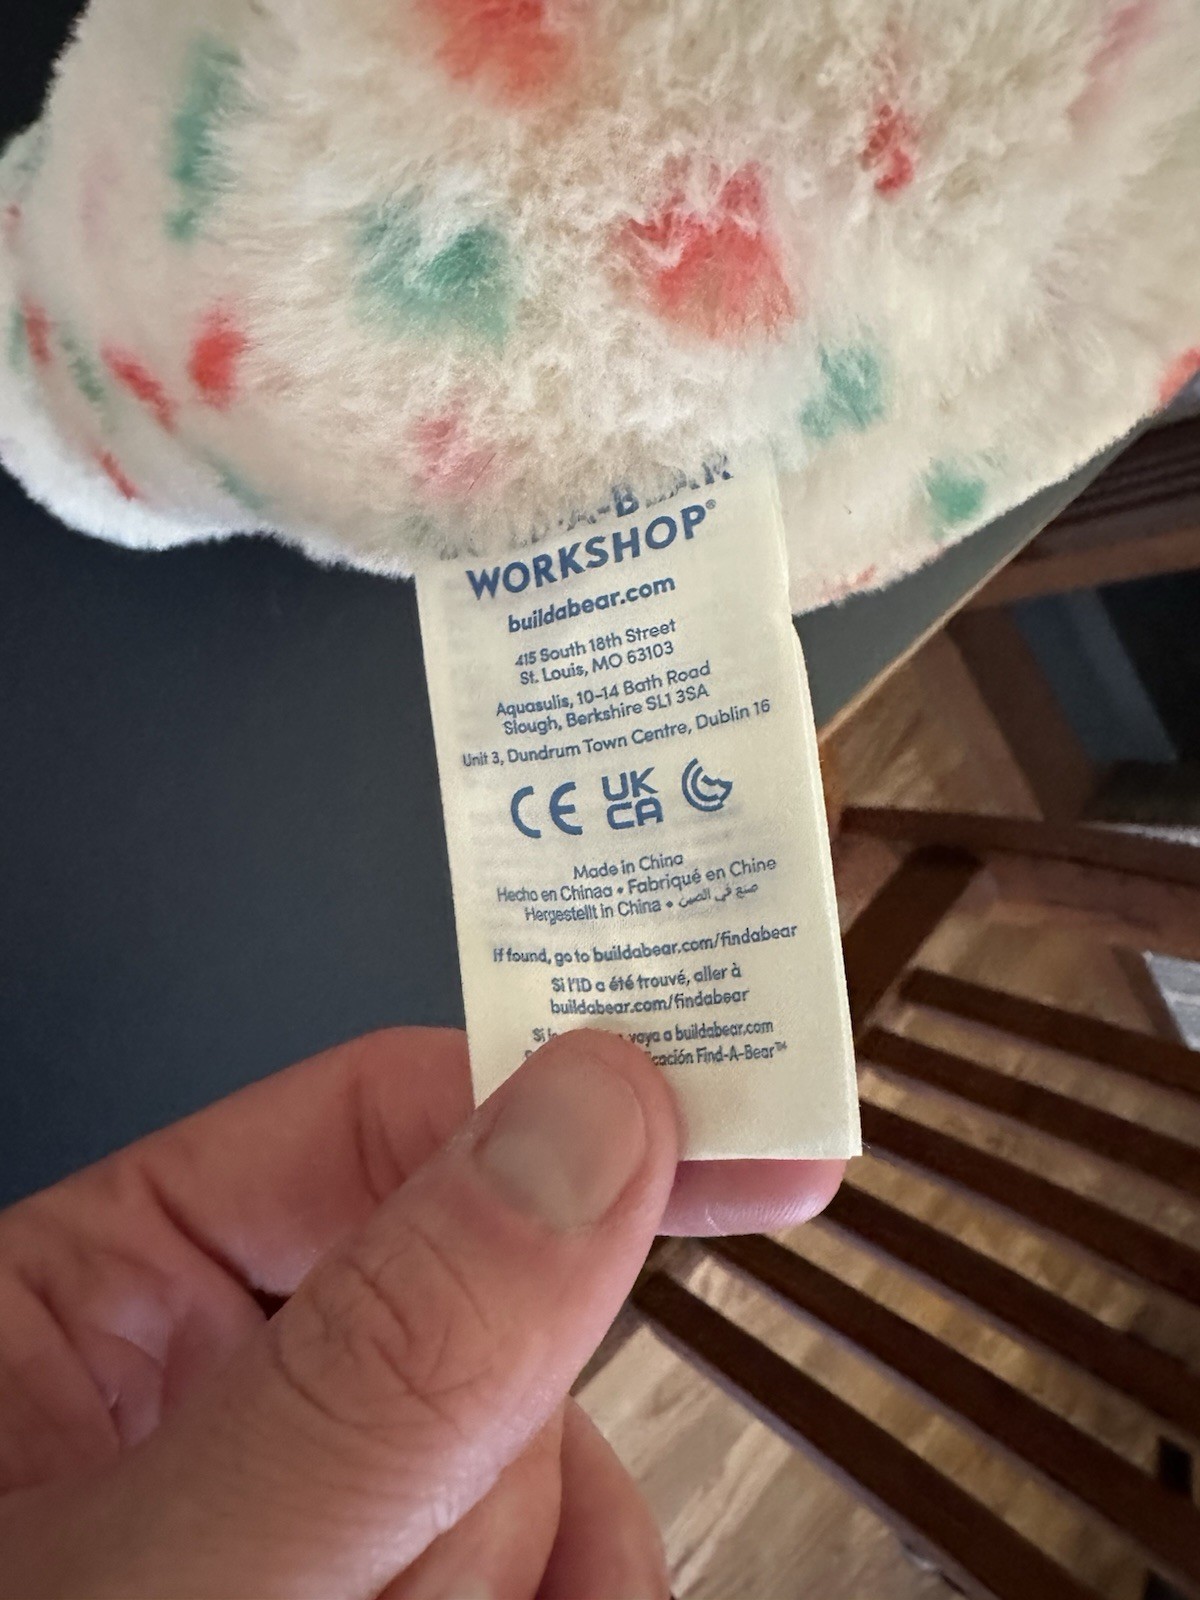 WORKSHOP®
buildabear.com
415 South 18th Street
St. Louis, MO 63103
Aquasulis, 10-14 Bath Road
Slough, Berkshire SL1 3SA
Unit 3, Dundrum Town Centre, Dublin 16
CE UK CA
Made in China
Hecho en Chinaa • Fabriqué en Chine
Hergestellt in China • صنع في الصين
If found, go to buildabear.com/findabear
Si l'ID a été trouvé, aller à
buildabear.com/findabear
Si vaya a buildabear.com
Find-A-Bear™